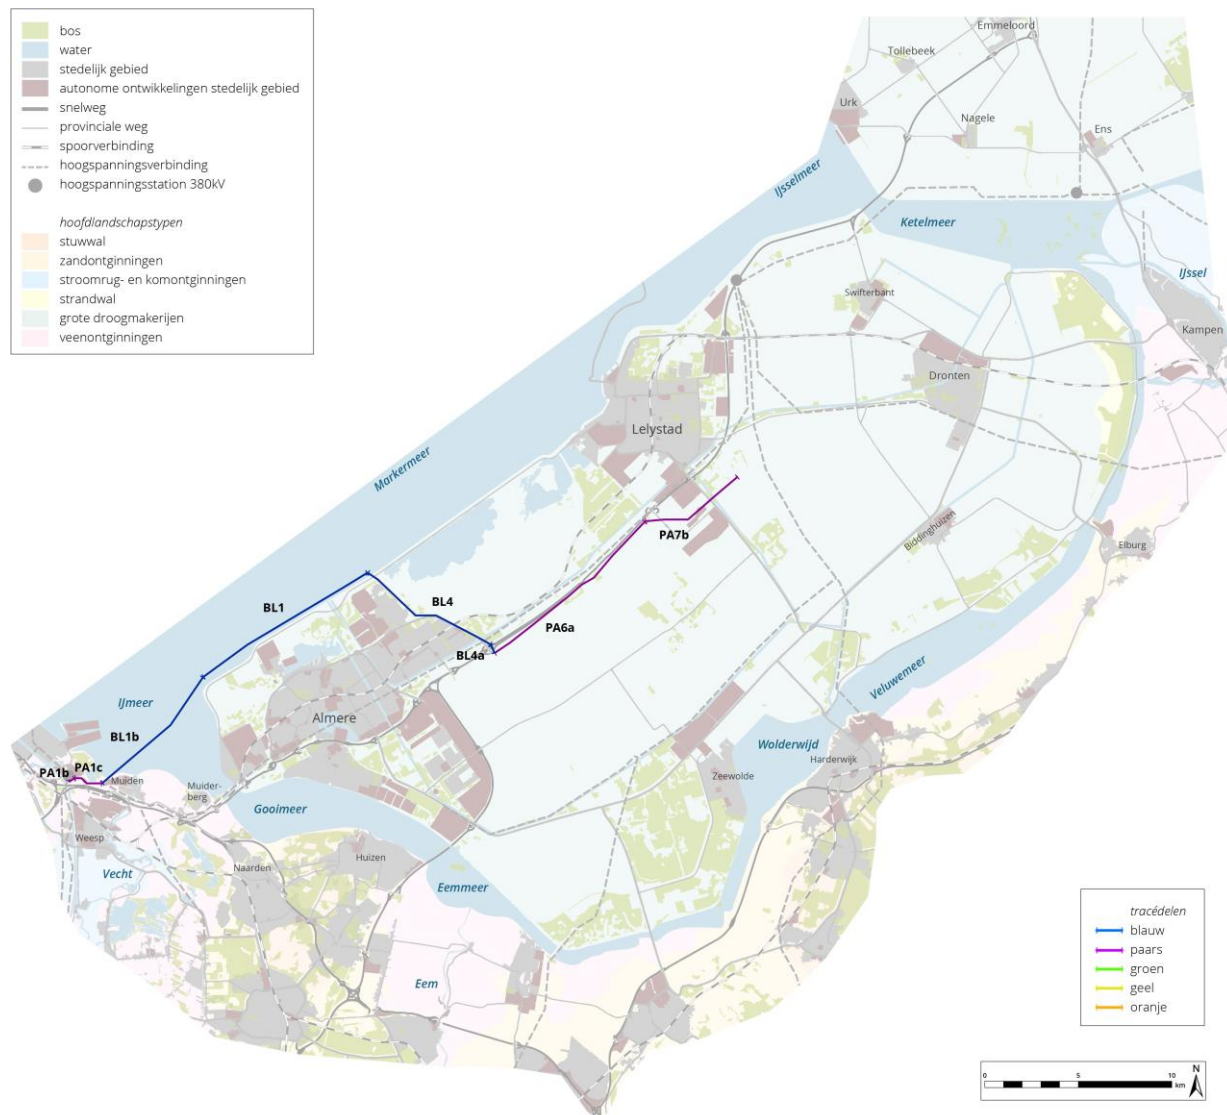 bos
water
stedelijk gebied
autonome ontwikkelingen stedelijk gebied
snelweg
provinciale weg
spoorverbinding
hoogspanningsverbinding
hoogspanningsstation 380kV
hoofdlandschapstypen
stuwwal
zandontginningen
stroomrug- en komontginningen
strandwal
grote droogmakerijen
veenontginningen
Emmeloord
Tollebeek
Urk
Nagele
Ens
IJsselmeer
Ketelmeer
IJssel
Swifterbant
Kampen
Dronten
Lelystad
Markermeer
Biddinghuizen
Elburg
PA7b
BL1
BL4
PA6a
BL4a
Veluwemeer
IJmeer
Almere
BL1b
Wolderwijd
Harderwijk
PA1b
PA1c
Muiden
Zeewolde
Muider-
berg
Gooimeer
Weesp
Huizen
Naarden
Vecht
Eemmeer
Eem
tracédelen
blauw
paars
groen
geel
oranje
0 5 10
km
N